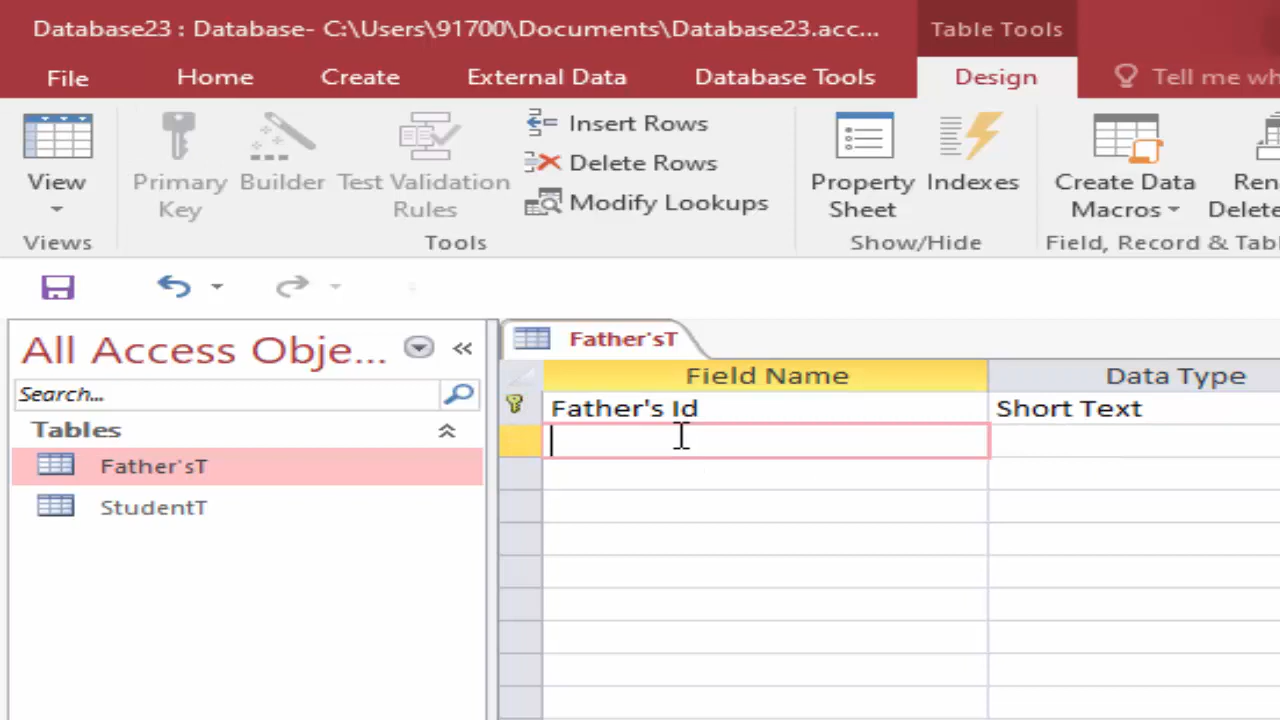 Database23 : Database- C:\Users\91700\Documents\Database23.acc...
Table Tools
File
Home
Create
External Data
Database Tools
Design
Tell me wh
View
Primary Key
Builder
Test Validation Rules
Insert Rows
Delete Rows
Modify Lookups
Property Sheet
Indexes
Create Data Macros
Ren
Delete
Views
Tools
Show/Hide
Field, Record & Tabl
All Access Obje...
Search...
Tables
Father'sT
StudentT
Father'sT
Field Name
Data Type
Father's Id
Short Text